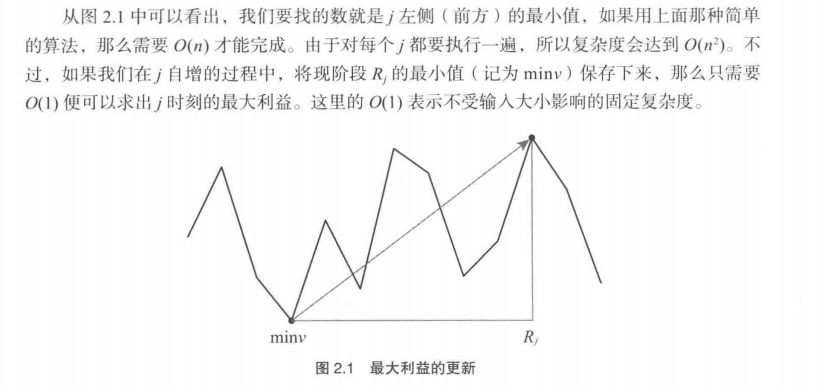 从图 2.1 中可以看出，我们要找的数就是 j 左侧（前方）的最小值，如果用上面那种简单
的算法，那么需要 O(n) 才能完成。由于对每个 j 都要执行一遍，所以复杂度会达到 O(n²)。不
过，如果我们在 j 自增的过程中，将现阶段 Rⱼ 的最小值（记为 minv）保存下来，那么只需要
O(1) 便可以求出 j 时刻的最大利益。这里的 O(1) 表示不受输入大小影响的固定复杂度。
minv
Rⱼ
图 2.1 最大利益的更新